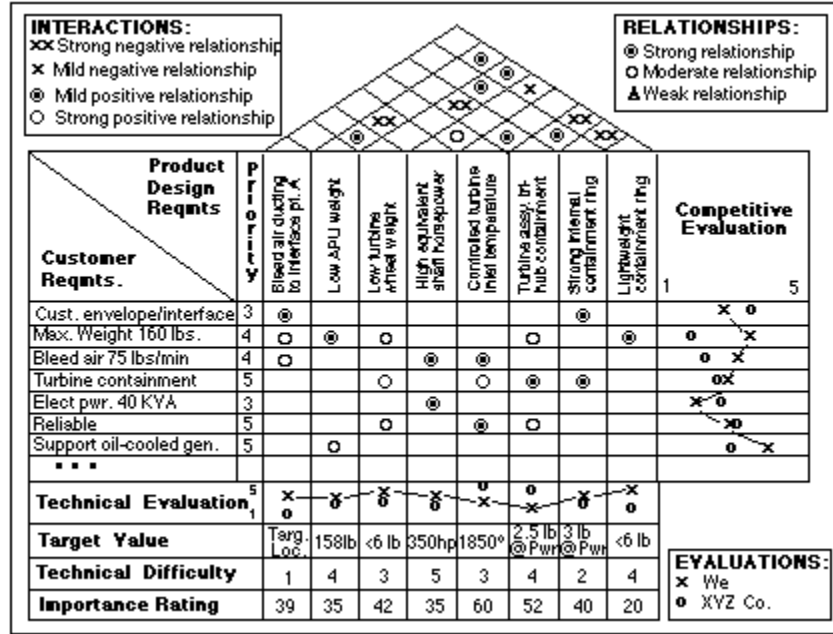 INTERACTIONS:
XX Strong negative relationship
X Mild negative relationship
Mild positive relationship
Strong positive relationship
RELATIONSHIPS:
Strong relationship
Moderate relationship
Weak relationship
Product
Design
Reqmts
Customer
Reqmts.
Priority
Bleed air ducting
to interface pt. A
Low APU weight
Low turbine
wheel weight
High equivalent
shaft horsepower
Controlled turbine
inlet temperature
Turbine assy. tri-
hub containment
Strong internal
containment ring
Lightweight
containment ring
Competitive
Evaluation
1 5
Cust. envelope/interface 3
Max. Weight 160 lbs. 4
Bleed air 75 lbs/min 4
Turbine containment 5
Elect pwr. 40 KVA 3
Reliable 5
Support oil-cooled gen. 5
...
Technical Evaluation 5
1
Target Value Targ. Loc. 158lb <6 lb 350hp 1850° 2.5 lb @ Pwr 3 lb @ Pwr <6 lb
Technical Difficulty 1 4 3 5 3 4 2 4
Importance Rating 39 35 42 35 60 52 40 20
EVALUATIONS:
X We
o XYZ Co.